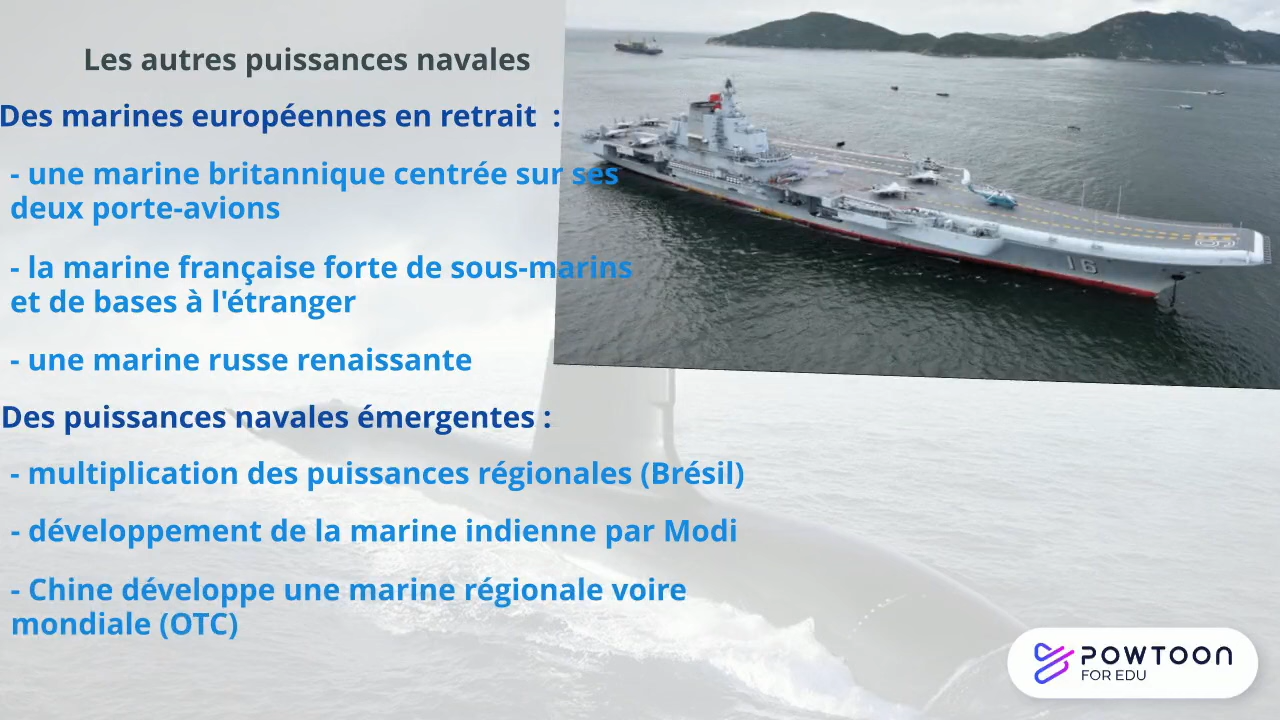 Les autres puissances navales
Des marines européennes en retrait :
- une marine britannique centrée sur ses
deux porte-avions
- la marine française forte de sous-marins
et de bases à l'étranger
- une marine russe renaissante
Des puissances navales émergentes :
- multiplication des puissances régionales (Brésil)
- développement de la marine indienne par Modi
- Chine développe une marine régionale voire
mondiale (OTC)
16
16
POWTOON
FOR EDU